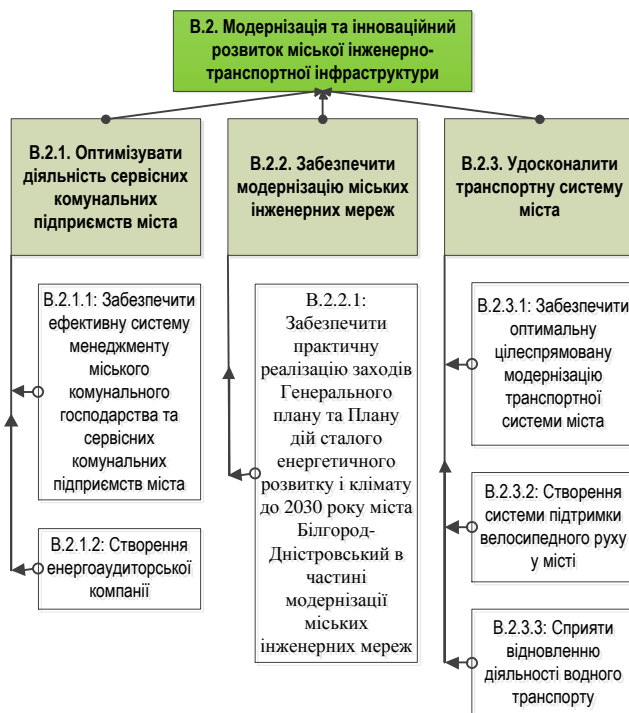 В.2. Модернізація та інноваційний
розвиток міської інженерно-
транспортної інфраструктури
В.2.1. Оптимізувати
діяльність сервісних
комунальних
підприємств міста
В.2.2. Забезпечити
модернізацію міських
інженерних мереж
В.2.3. Удосконалити
транспортну систему
міста
В.2.1.1: Забезпечити
ефективну систему
менеджменту
міського
комунального
господарства та
сервісних
комунальних
підприємств міста
В.2.1.2: Створення
енергоаудиторської
компанії
В.2.2.1:
Забезпечити
практичну
реалізацію заходів
Генерального
плану та Плану
дій сталого
енергетичного
розвитку і клімату
до 2030 року міста
Білгород-
Дністровський в
частині
модернізації
міських
інженерних мереж
В.2.3.1: Забезпечити
оптимальну
цілеспрямовану
модернізацію
транспортної
системи міста
В.2.3.2: Створення
системи підтримки
велосипедного руху
у місті
В.2.3.3: Сприяти
відновленню
діяльності водного
транспорту